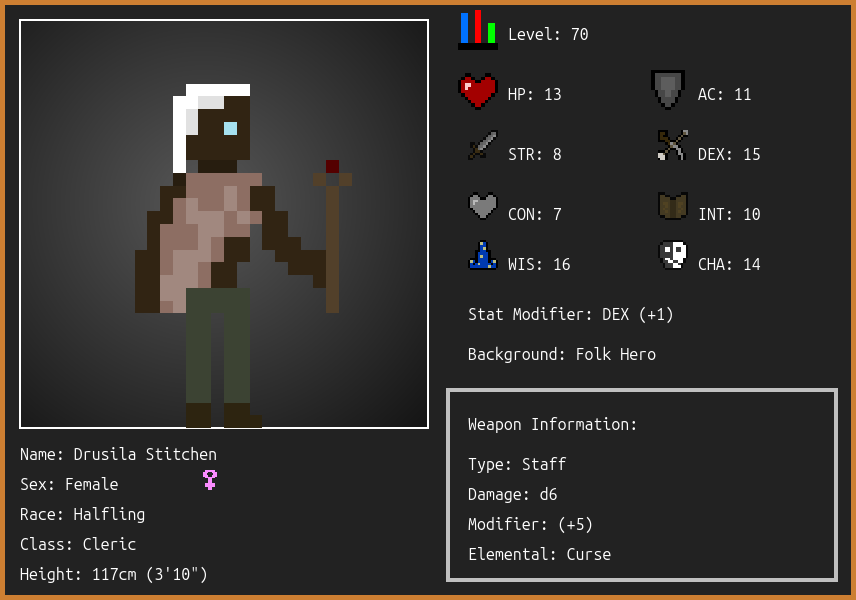 Level: 70
HP: 13
AC: 11
STR: 8
DEX: 15
CON: 7
INT: 10
WIS: 16
CHA: 14
Stat Modifier: DEX (+1)
Background: Folk Hero
Weapon Information:
Type: Staff
Damage: d6
Modifier: (+5)
Elemental: Curse
Name: Drusila Stitchen
Sex: Female
Race: Halfling
Class: Cleric
Height: 117cm (3'10")